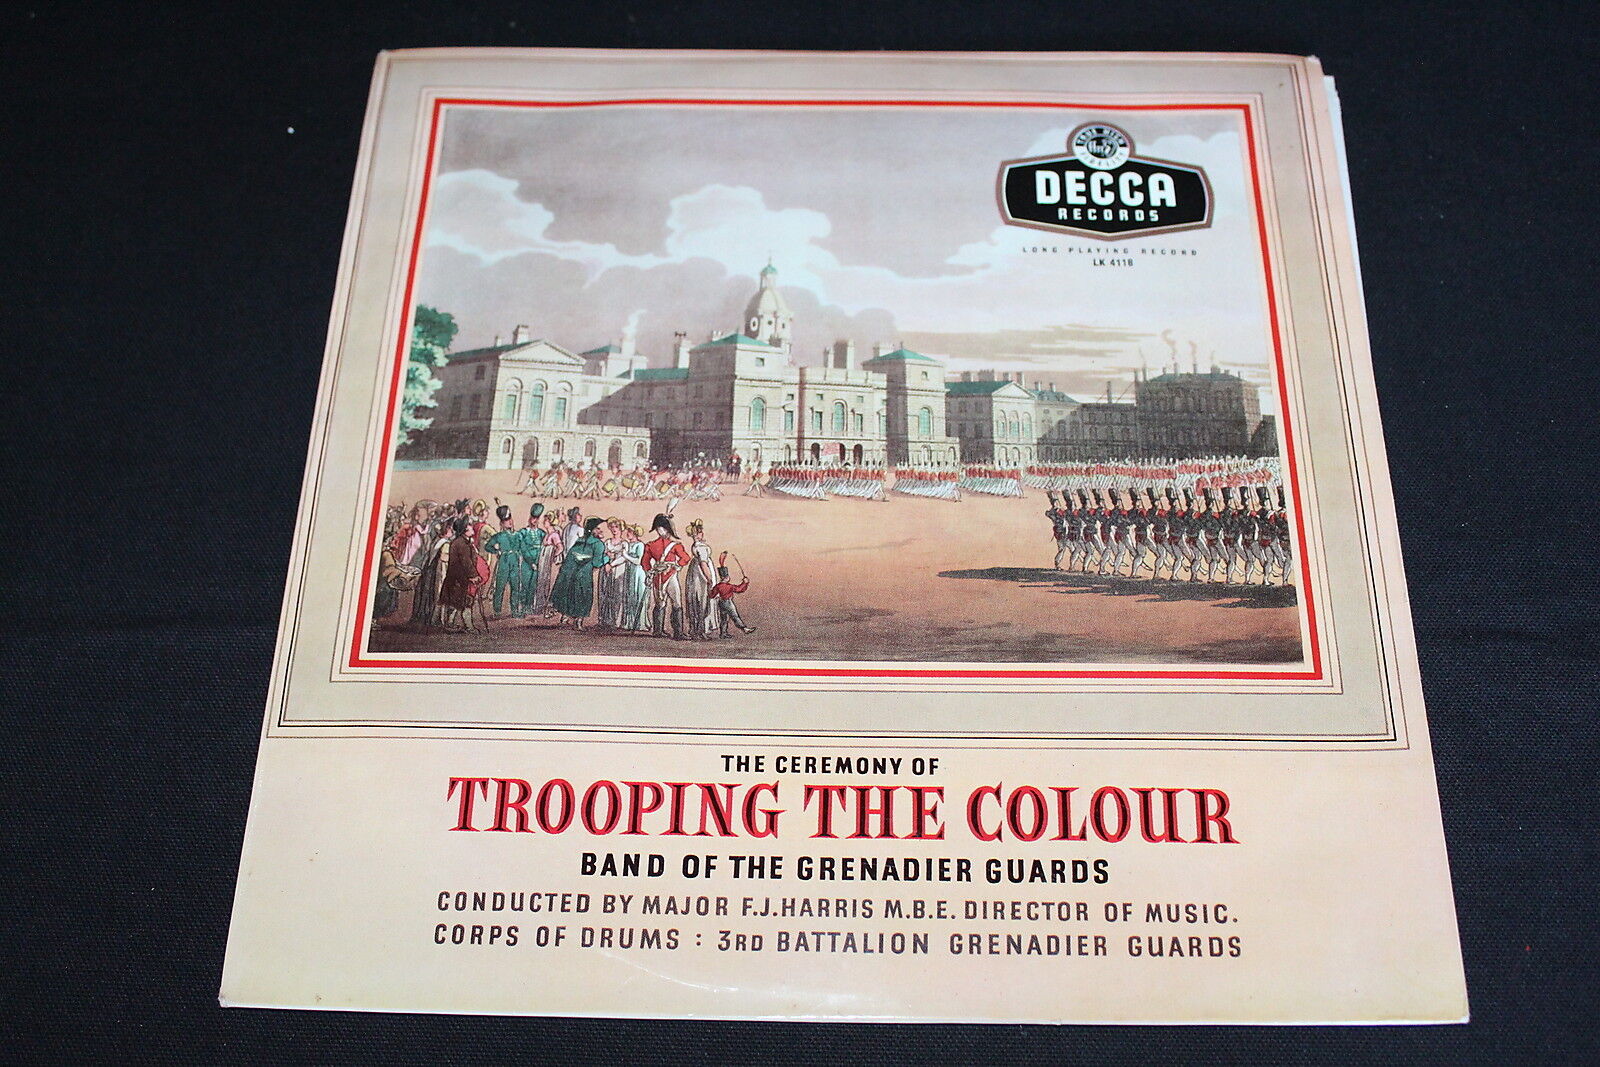 DECCA
RECORDS
LONG PLAYING RECORD
LK 4118
THE CEREMONY OF
TROOPING THE COLOUR
BAND OF THE GRENADIER GUARDS
CONDUCTED BY MAJOR F.J.HARRIS M.B.E. DIRECTOR OF MUSIC.
CORPS OF DRUMS : 3RD BATTALION GRENADIER GUARDS